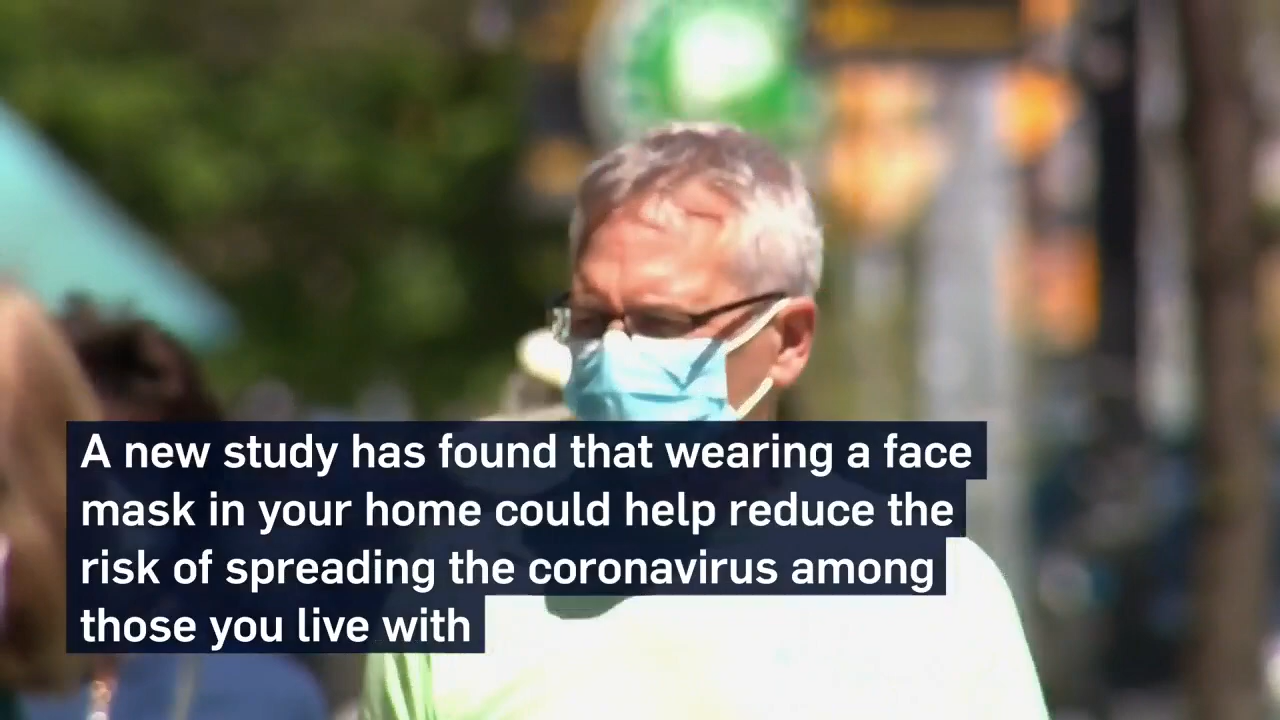 A new study has found that wearing a face
mask in your home could help reduce the
risk of spreading the coronavirus among
those you live with